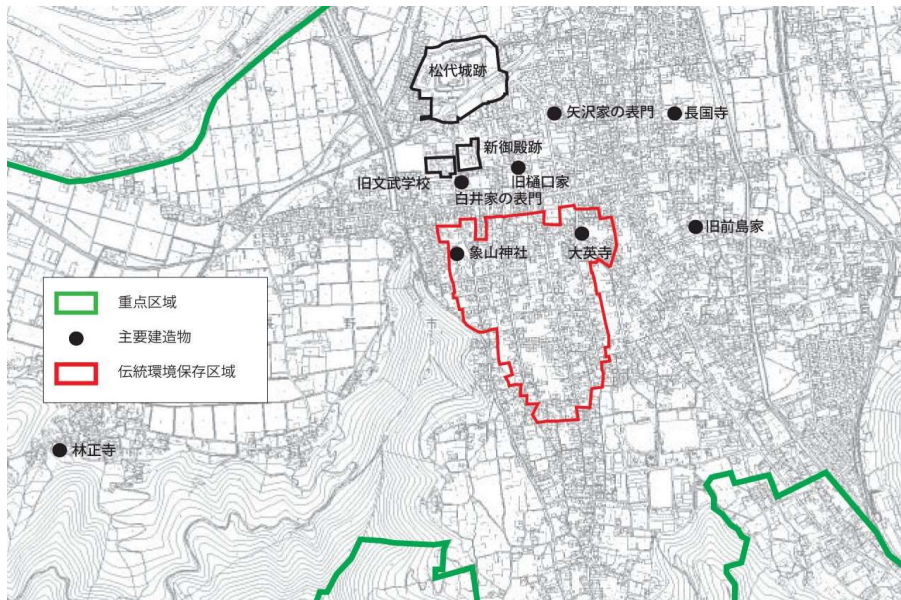 松代城跡
矢沢家の表門
長国寺
新御殿跡
旧文武学校
旧樋口家
白井家の表門
旧前島家
象山神社
大英寺
重点区域
主要建造物
伝統環境保存区域
市
林正寺